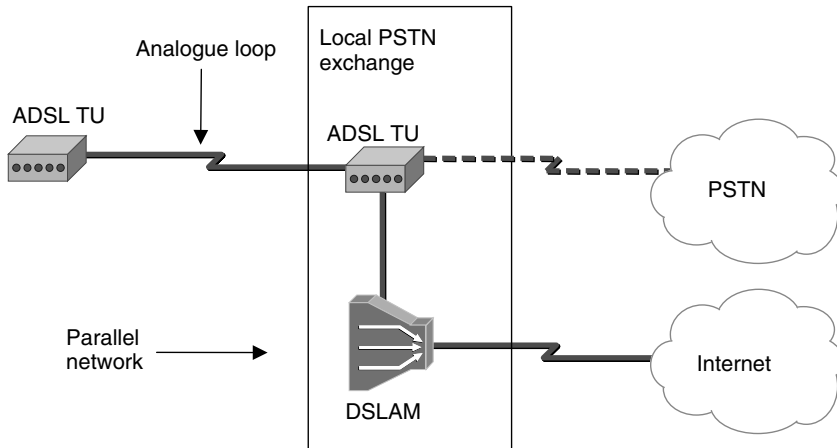 Analogue loop
Local PSTN
exchange
ADSL TU
ADSL TU
PSTN
Parallel
network
DSLAM
Internet